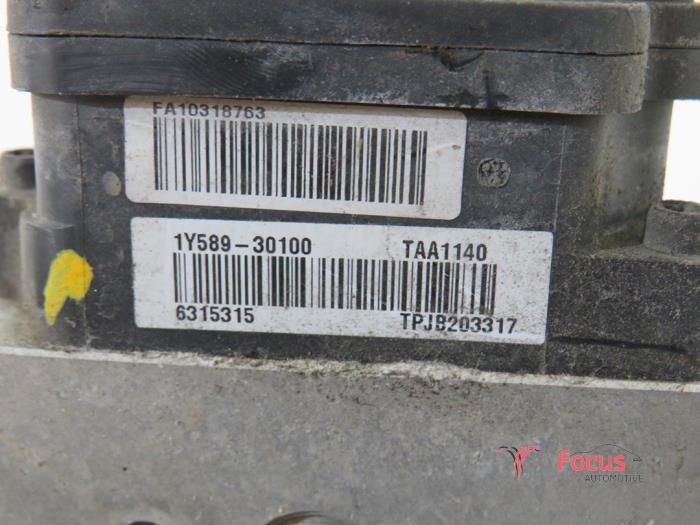 FA10318763
1Y589-30100 TAA1140
6315315 TPJB203317
Focus
AUTOMOTIVE